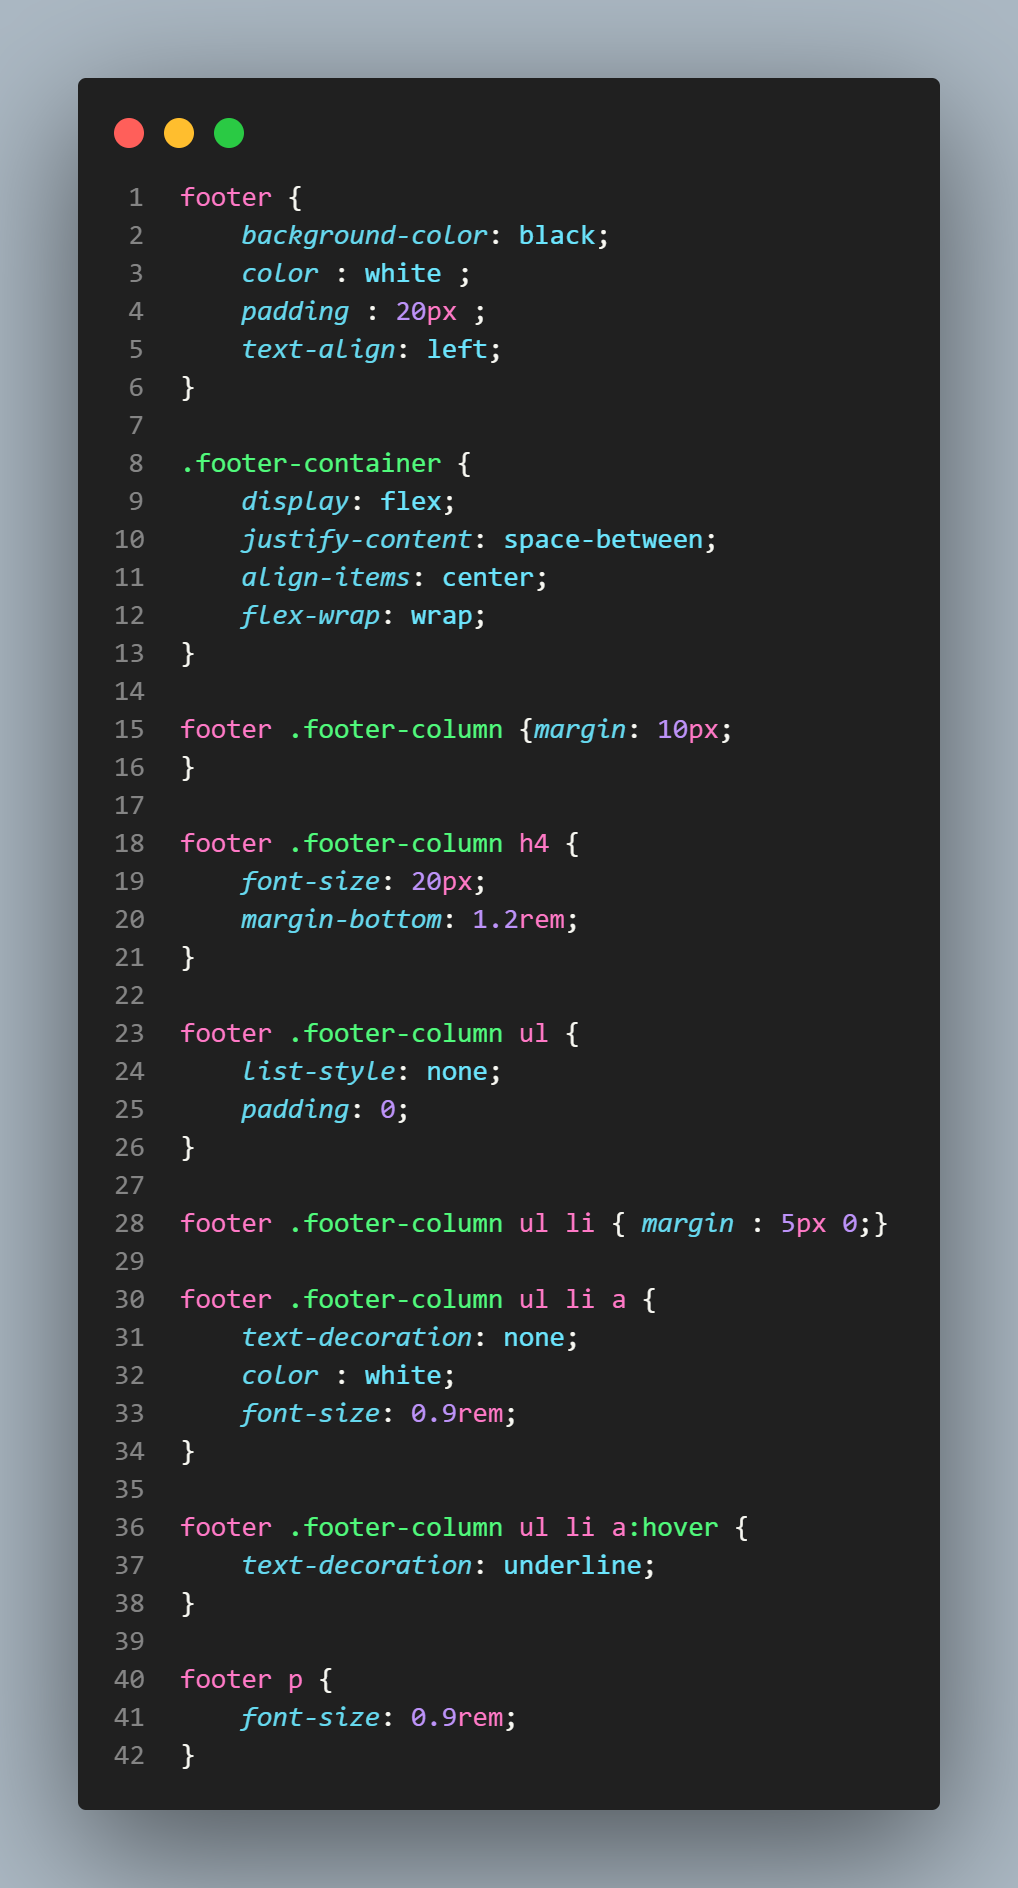 1 footer {
2     background-color: black;
3     color : white ;
4     padding : 20px ;
5     text-align: left;
6 }
7
8 .footer-container {
9     display: flex;
10     justify-content: space-between;
11     align-items: center;
12     flex-wrap: wrap;
13 }
14
15 footer .footer-column {margin: 10px;
16 }
17
18 footer .footer-column h4 {
19     font-size: 20px;
20     margin-bottom: 1.2rem;
21 }
22
23 footer .footer-column ul {
24     list-style: none;
25     padding: 0;
26 }
27
28 footer .footer-column ul li { margin : 5px 0;}
29
30 footer .footer-column ul li a {
31     text-decoration: none;
32     color : white;
33     font-size: 0.9rem;
34 }
35
36 footer .footer-column ul li a:hover {
37     text-decoration: underline;
38 }
39
40 footer p {
41     font-size: 0.9rem;
42 }